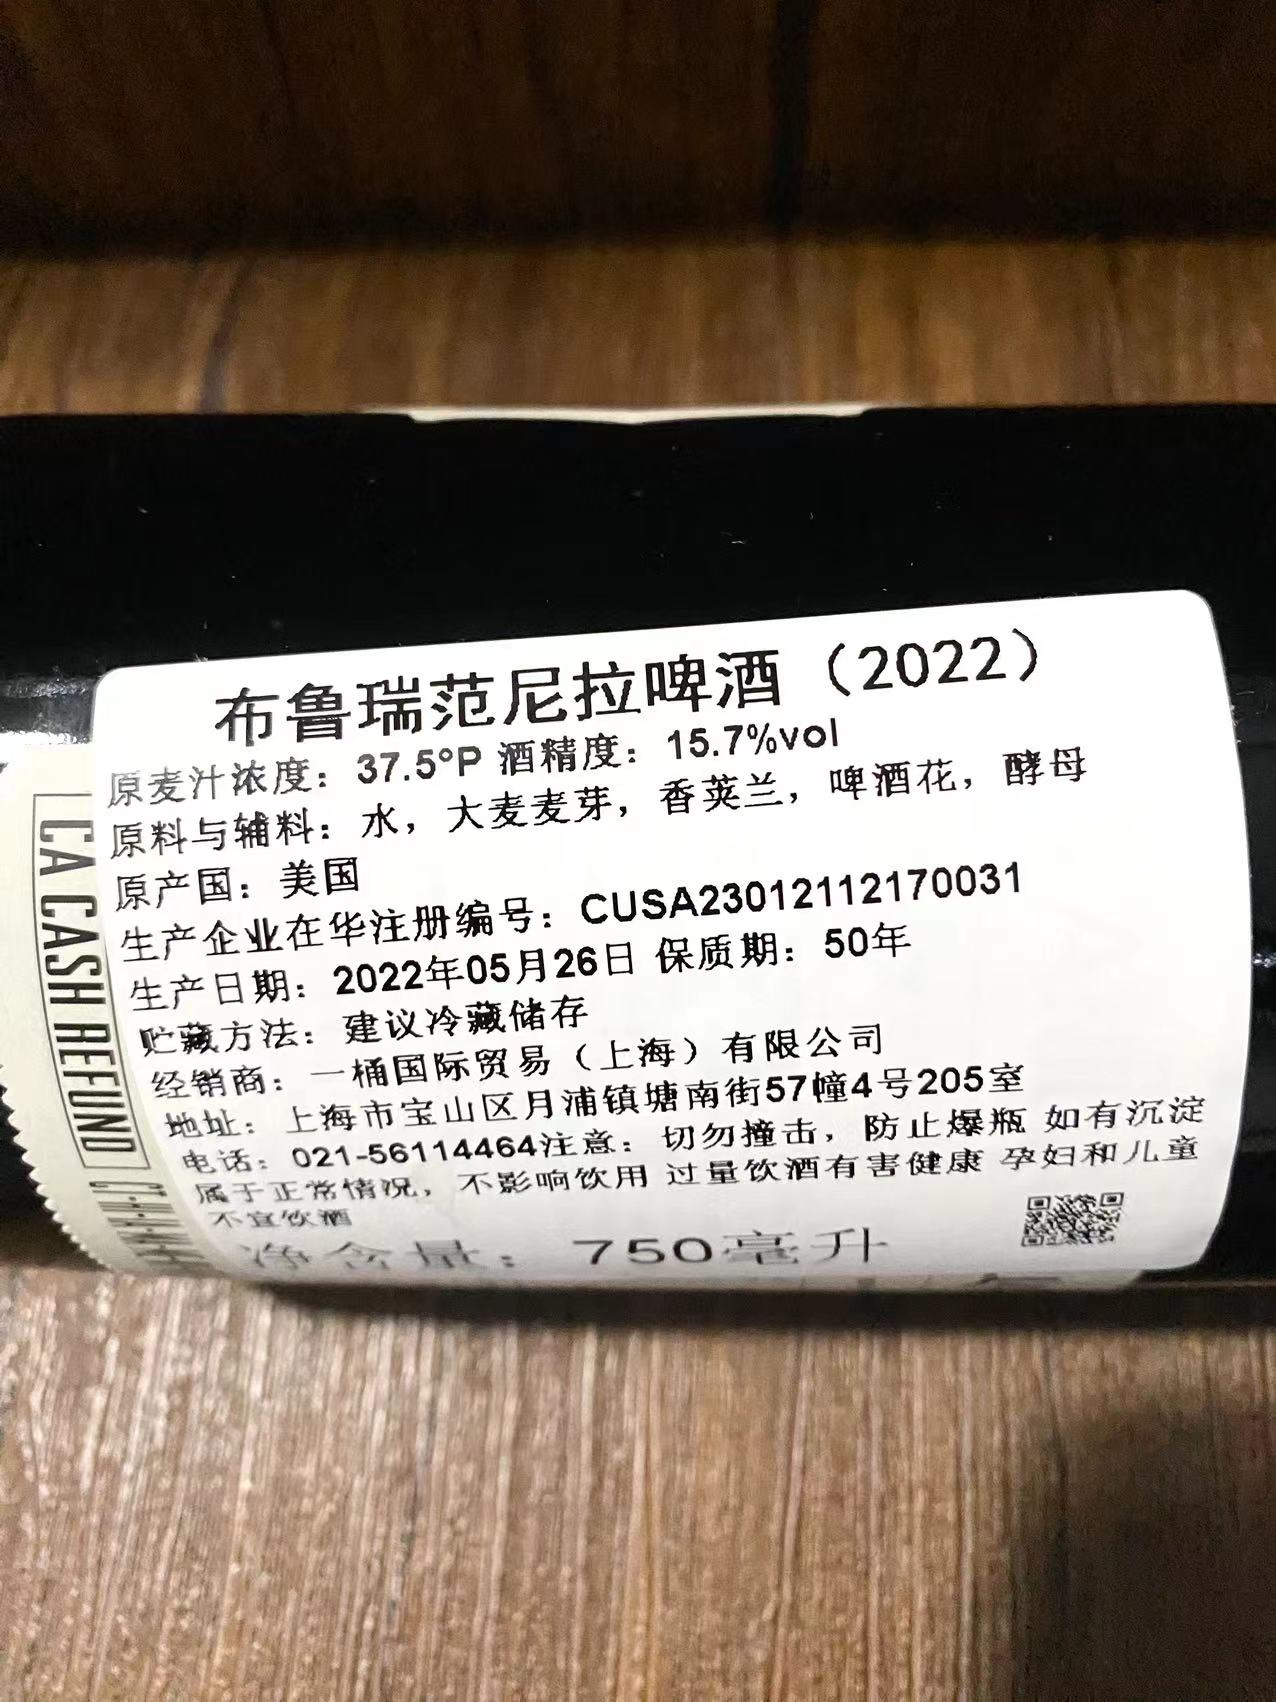 布鲁瑞范尼拉啤酒（2022）
原麦汁浓度：37.5°P 酒精度：15.7%vol
原料与辅料：水，大麦麦芽，香荚兰，啤酒花，酵母
原产国：美国
生产企业在华注册编号：CUSA23012112170031
生产日期：2022年05月26日 保质期：50年
贮藏方法：建议冷藏储存
经销商：一桶国际贸易（上海）有限公司
地址：上海市宝山区月浦镇塘南街57幢4号205室
电话：021-56114464注意：切勿撞击，防止爆瓶 如有沉淀
属于正常情况，不影响饮用 过量饮酒有害健康 孕妇和儿童
不宜饮酒
净含量：750毫升
CA CASH REFUND